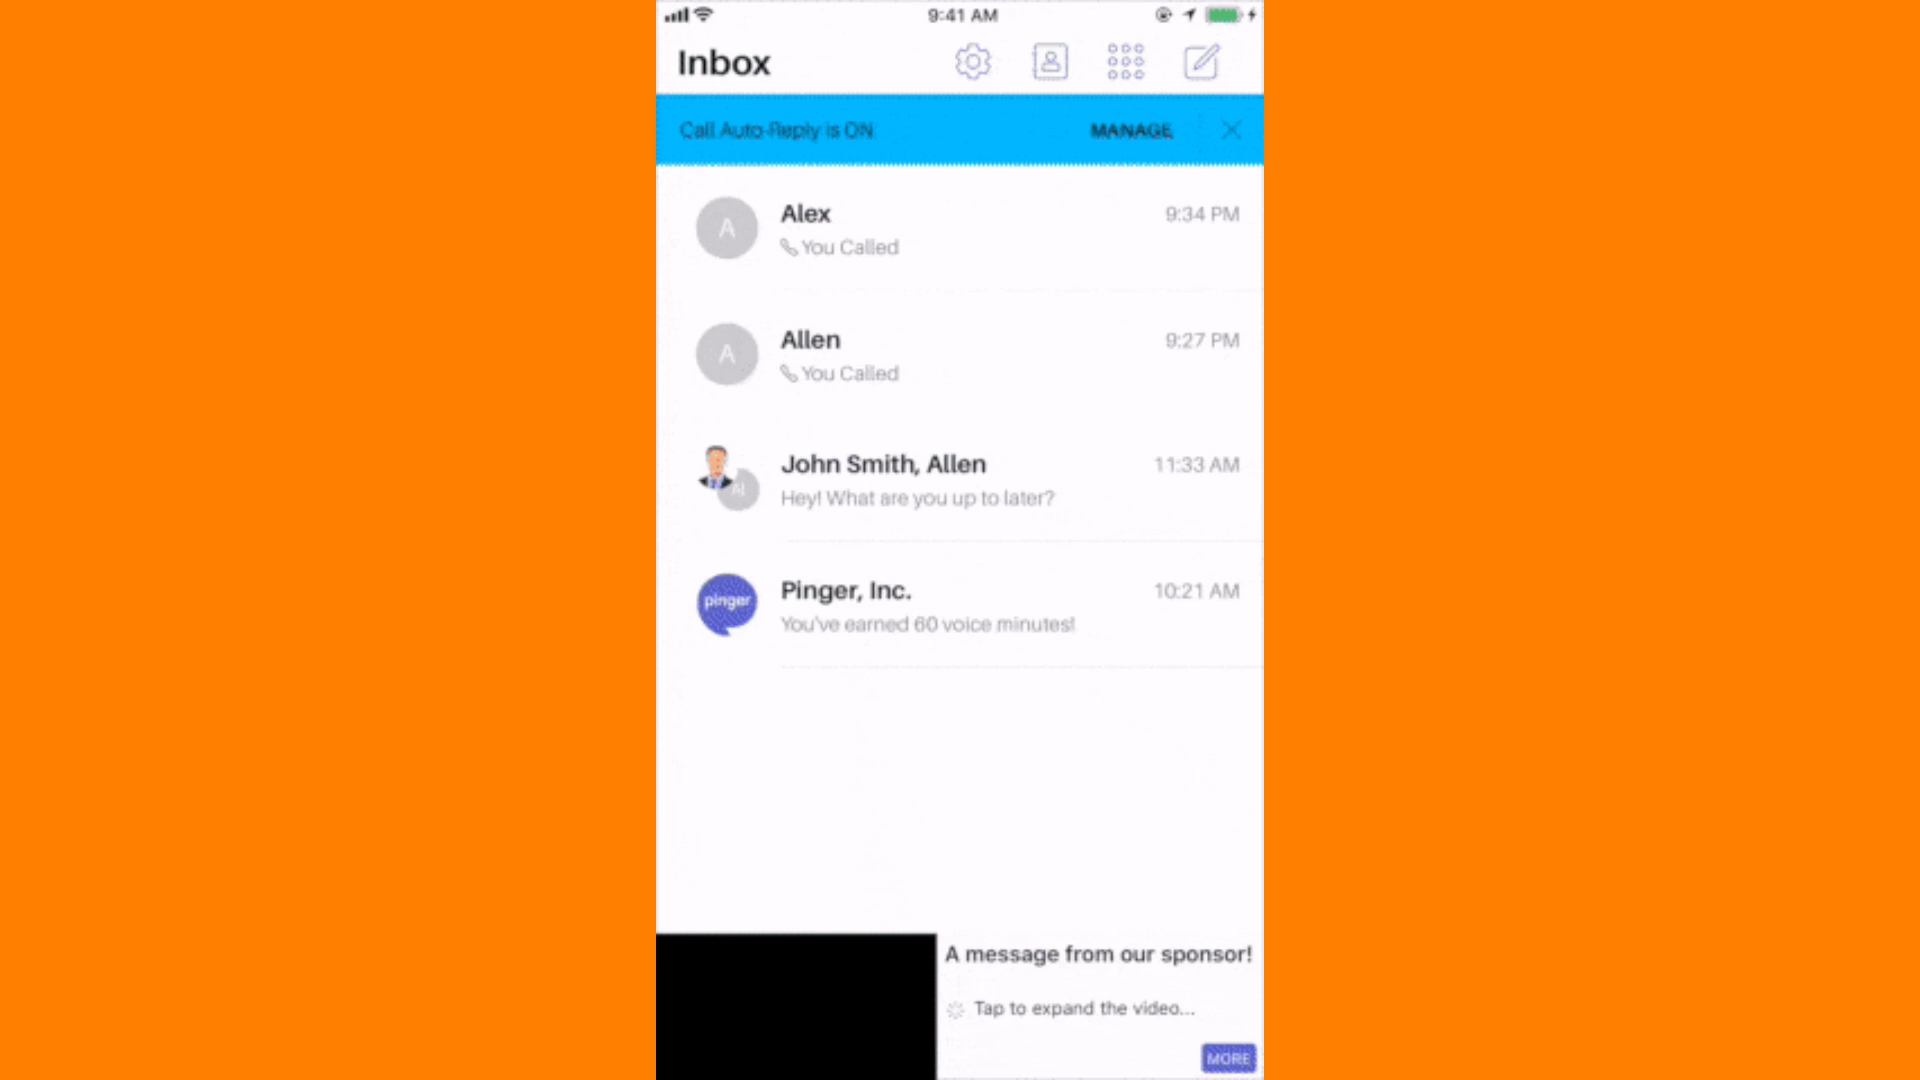 9:41 AM
Inbox
Call Auto-Reply is ON
MANAGE
A
Alex
9:34 PM
You Called
A
Allen
9:27 PM
You Called
John Smith, Allen
11:33 AM
Hey! What are you up to later?
pinger
Pinger, Inc.
10:21 AM
You've earned 60 voice minutes!
A message from our sponsor!
Tap to expand the video...
MORE